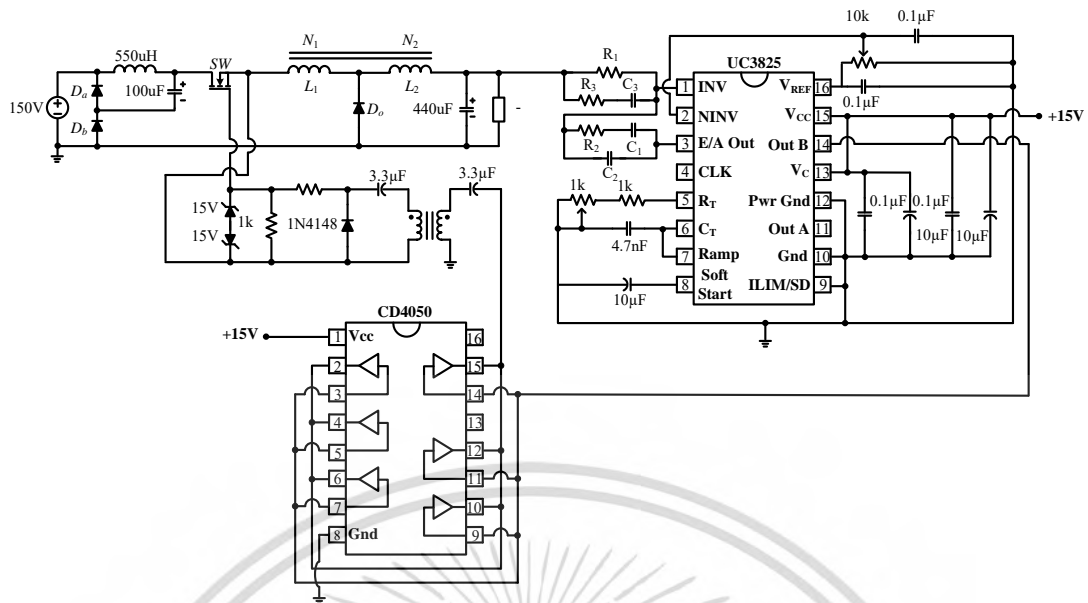 550uH
SW
N1
N2
150V
Da
Db
100uF
L1
L2
Do
440uF
-
R1
R3
C3
R2
C1
C2
10k
0.1µF
0.1µF
UC3825
1 INV
2 NINV
3 E/A Out
4 CLK
5 RT
6 CT
7 Ramp
8 Soft Start
VREF 16
VCC 15
Out B 14
VC 13
Pwr Gnd 12
Out A 11
Gnd 10
ILIM/SD 9
+15V
0.1µF
0.1µF
10µF
10µF
1k
1k
4.7nF
10µF
3.3µF
3.3µF
15V
15V
1k
1N4148
CD4050
+15V
1 Vcc
2
3
4
5
6
7
8 Gnd
16
15
14
13
12
11
10
9